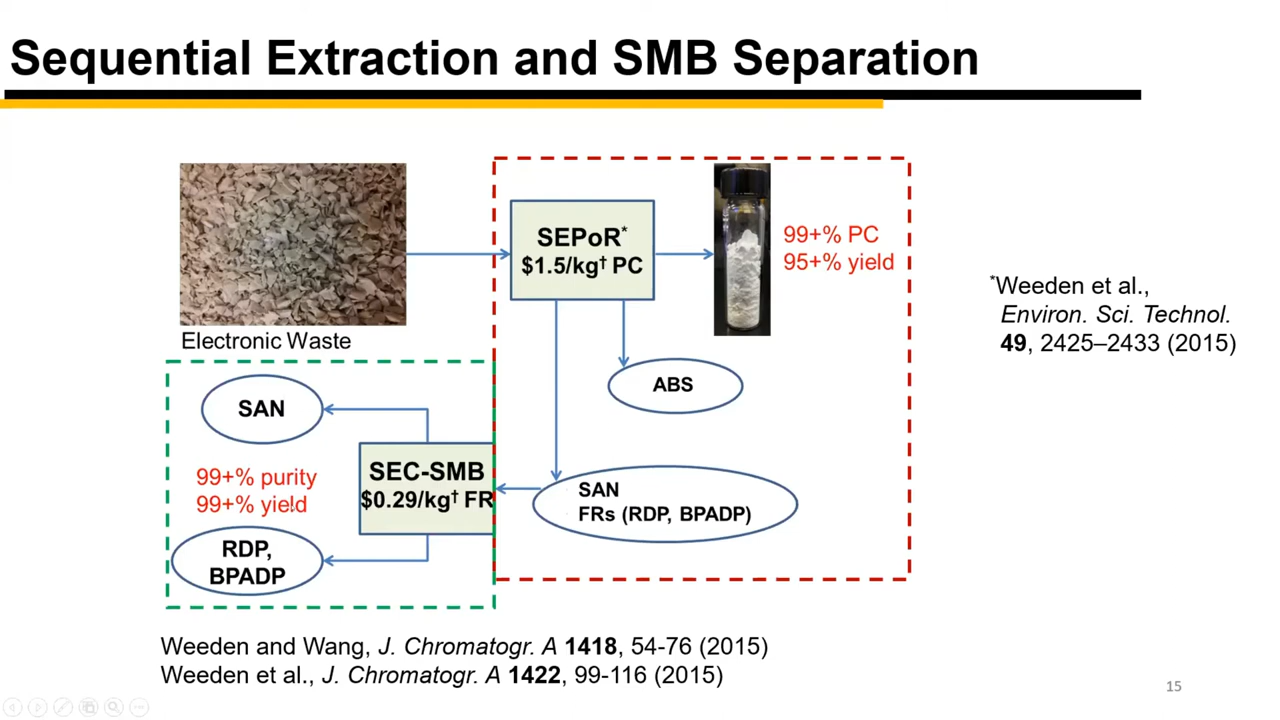 Sequential Extraction and SMB Separation
SEPoR*
$1.5/kg† PC
99+% PC
95+% yield
Electronic Waste
*Weeden et al.,
Environ. Sci. Technol.
49, 2425–2433 (2015)
ABS
SAN
SEC-SMB
$0.29/kg† FR
99+% purity
99+% yield
SAN
FRs (RDP, BPADP)
RDP,
BPADP
Weeden and Wang, J. Chromatogr. A 1418, 54-76 (2015)
Weeden et al., J. Chromatogr. A 1422, 99-116 (2015)
15